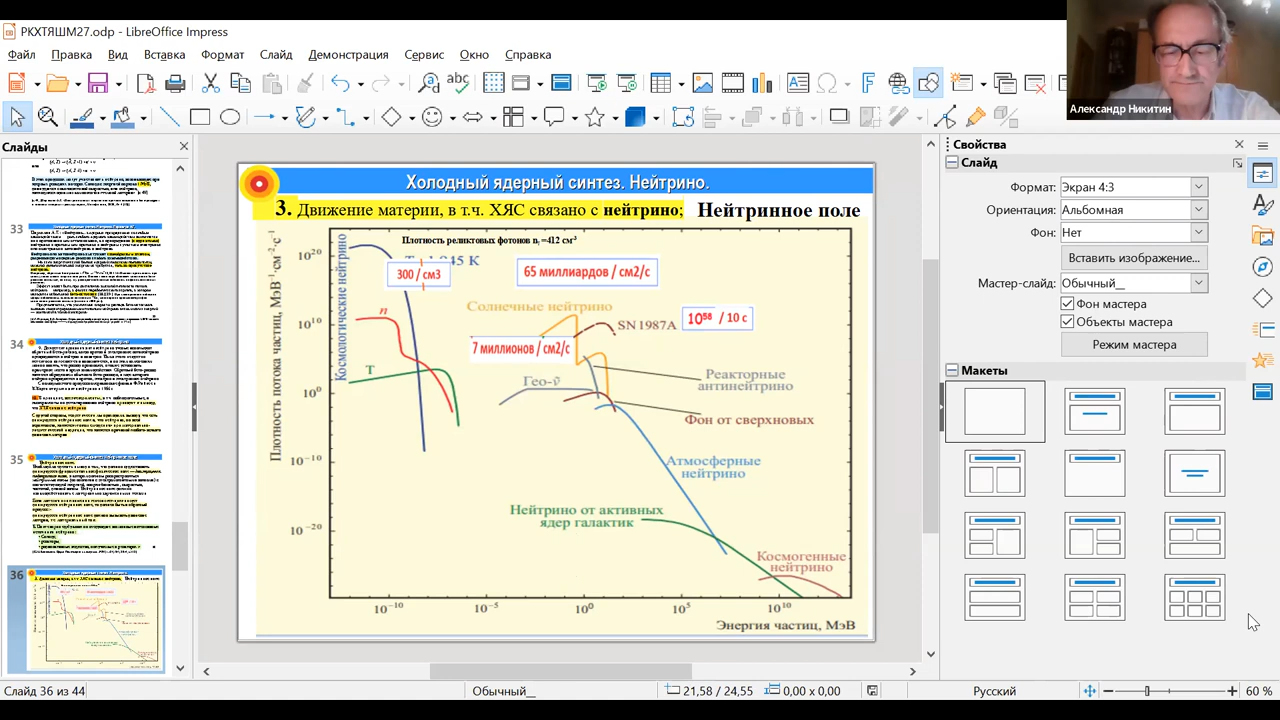 РКХТЯШМ27.odp - LibreOffice Impress
Файл Правка Вид Вставка Формат Слайд Демонстрация Сервис Окно Справка
Александр Никитин
Слайды
33
34
35
36
Холодный ядерный синтез. Нейтрино.
3. Движение материи, в т.ч. ХЯС связано с нейтрино; Нейтринное поле
Плотность реликтовых фотонов nf =412 см-3
300 / см3
65 миллиардов / см2/с
Солнечные нейтрино
SN1987A
10⁵⁸ / 10 с
7 миллионов / см2/с
n
T
Гео-ν̄
Реакторные
антинейтрино
Фон от сверхновых
Атмосферные
нейтрино
Нейтрино от активных
ядер галактик
Космогенные
нейтрино
Космологические нейтрино
Плотность потока частиц, МэВ⁻¹·см⁻²·с⁻¹
10²⁰
10¹⁰
10⁰
10⁻¹⁰
10⁻²⁰
10⁻¹⁰ 10⁻⁵ 10⁰ 10⁵ 10¹⁰
Энергия частиц, МэВ
Свойства
Слайд
Формат: Экран 4:3
Ориентация: Альбомная
Фон: Нет
Вставить изображение...
Мастер-слайд: Обычный__
Фон мастера
Объекты мастера
Режим мастера
Макеты
Слайд 36 из 44
Обычный__
21,58 / 24,55
0,00 x 0,00
Русский
60 %